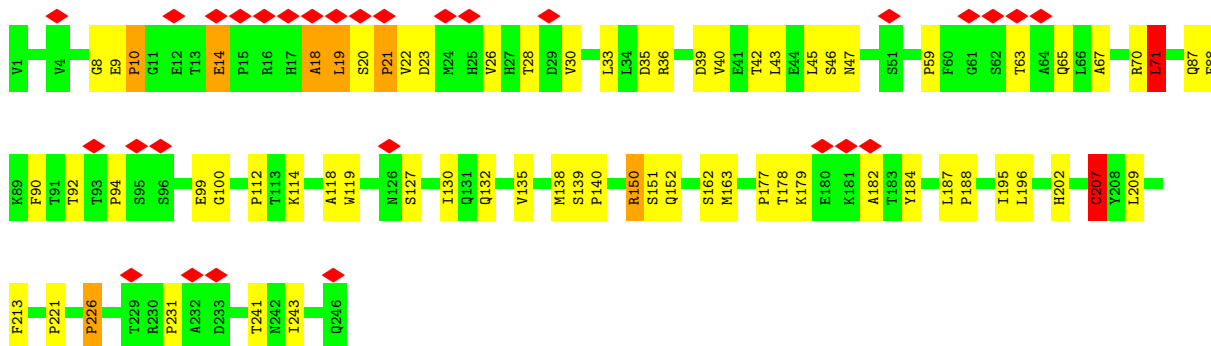 V1 V4 G8 E9 P10 G11 E12 T13 E14 P15 R16 H17 A18 L19 S20 P21 V22 D23 M24 H25 V26 H27 T28 D29 V30 L33 L34 D35 R36 D39 V40 E41 T42 L43 E44 L45 S46 N47 S51 P59 F60 G61 S62 T63 A64 Q65 L66 A67 R70 L71 Q87
K89 F90 T91 T92 T93 P94 S95 S96 E99 G100 P112 T113 K114 A118 W119 N126 S127 I130 Q131 Q132 V135 M138 S139 P140 R150 S151 Q152 S162 M163 P177 T178 K179 E180 K181 A182 T183 Y184 L187 P188 I195 L196 H202 C207 Y208 L209
F213 P221 P226 T229 R230 P231 A232 D233 T241 N242 I243 Q246